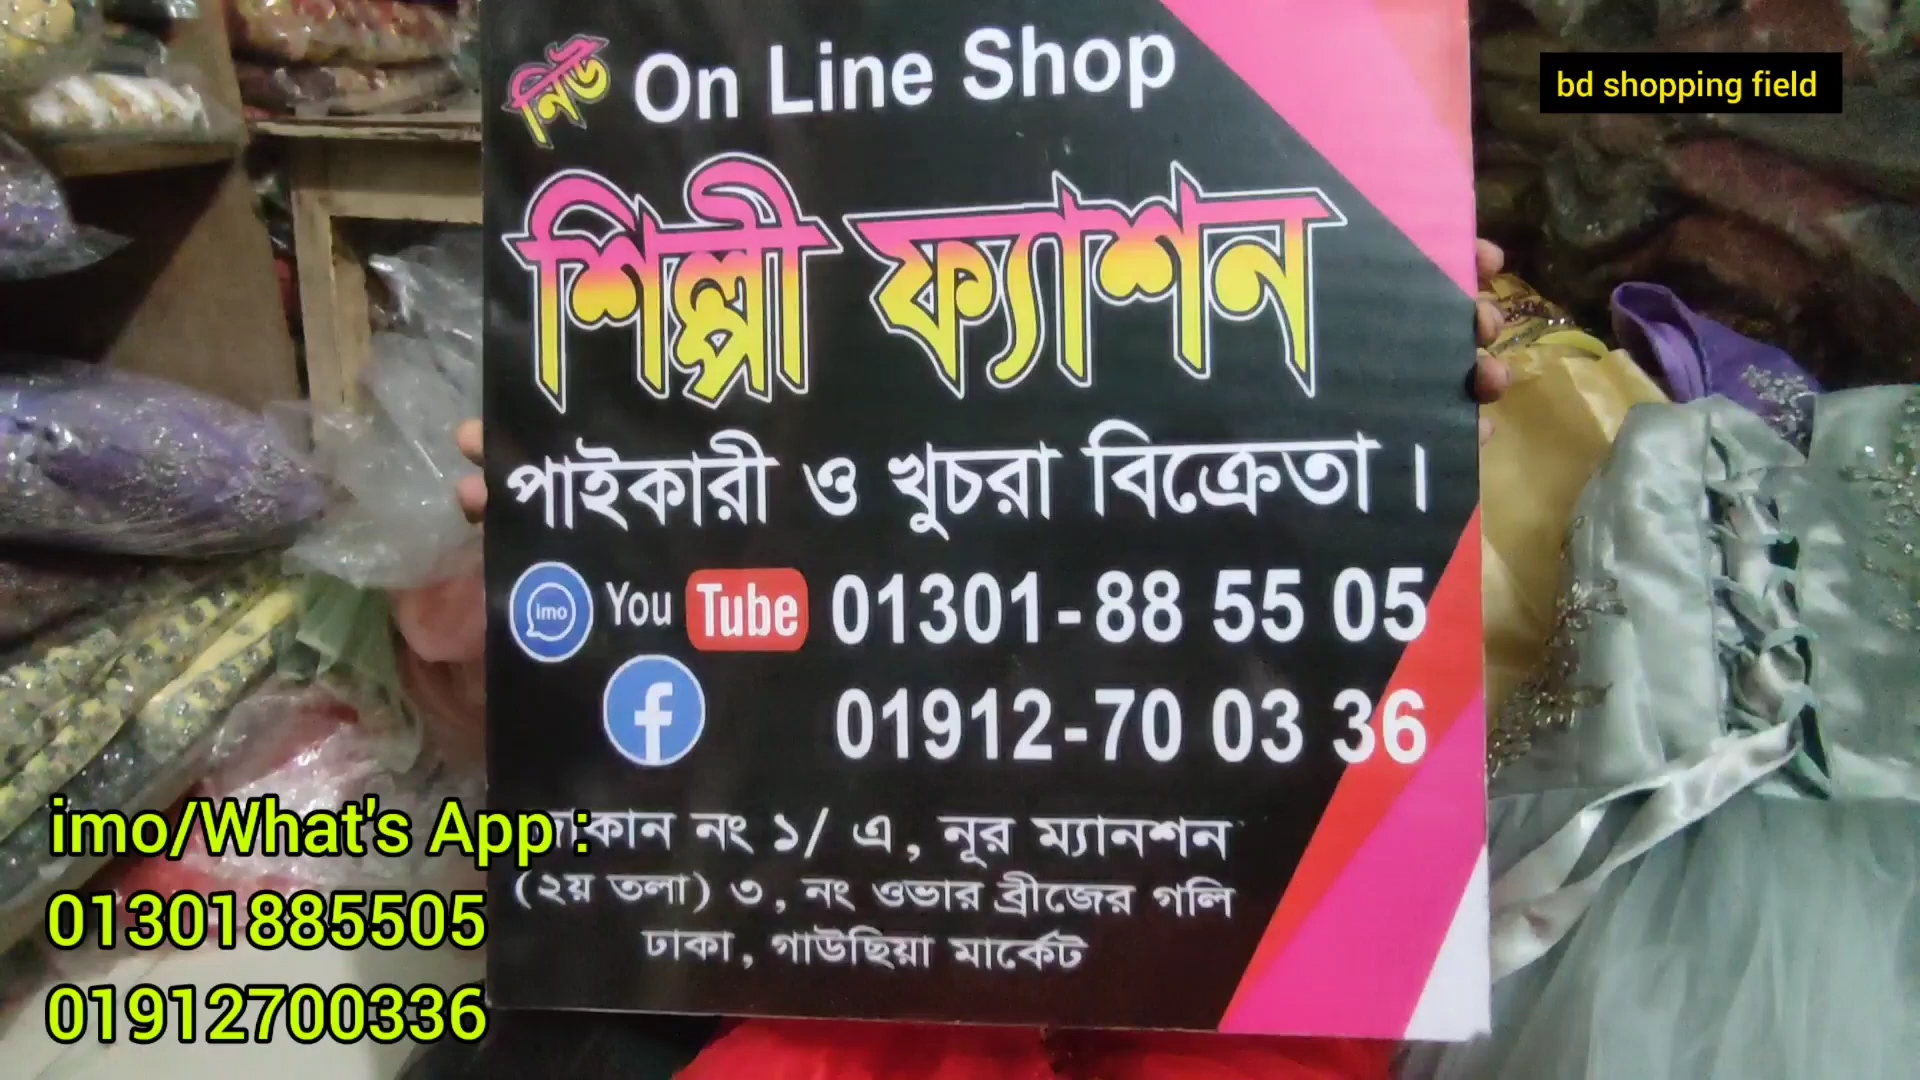 bd shopping field
নিউ On Line Shop
শিল্পী ফ্যাশন
পাইকারী ও খুচরা বিক্রেতা।
imo You Tube 01301-88 55 05
f 01912-70 03 36
কান নং ১/ এ, নূর ম্যানশন
(২য় তলা) ৩, নং ওভার ব্রীজের গলি
ঢাকা, গাউছিয়া মার্কেট
imo/What's App :
01301885505
01912700336